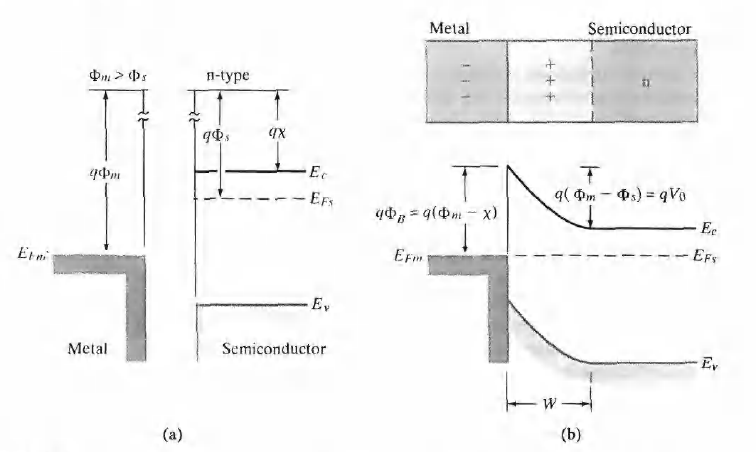 Φm > Φs
n-type
qΦm
qΦs
qχ
Ec
EFs
EFm
Ev
Metal
Semiconductor
(a)
Metal
Semiconductor
− +
− +
− +
n
qΦB = q(Φm − χ)
q(Φm − Φs) = qV0
Ec
EFm
EFs
Ev
W
(b)